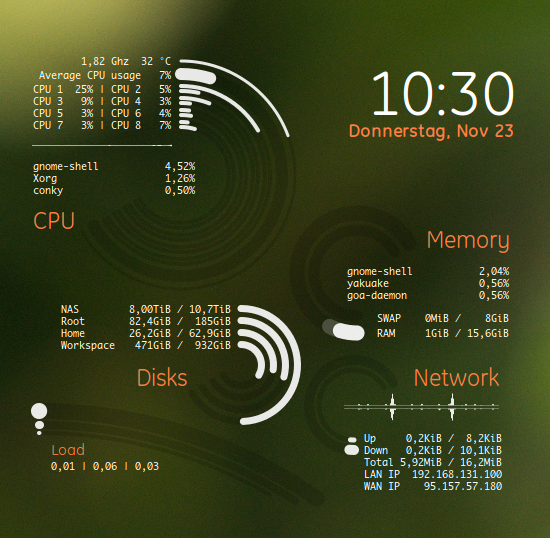 1,82 Ghz 32 °C
Average CPU usage 7%
CPU 1 25% | CPU 2 5%
CPU 3 9% | CPU 4 3%
CPU 5 3% | CPU 6 4%
CPU 7 3% | CPU 8 7%
gnome-shell 4,52%
Xorg 1,26%
conky 0,50%
CPU
10:30
Donnerstag, Nov 23
Memory
gnome-shell 2,04%
yakuake 0,56%
goa-daemon 0,56%
SWAP 0MiB / 8GiB
RAM 1GiB / 15,6GiB
NAS 8,00TiB / 10,7TiB
Root 82,4GiB / 185GiB
Home 26,2GiB / 62,9GiB
Workspace 471GiB / 932GiB
Disks
Network
Up 0,2KiB / 8,2KiB
Down 0,2KiB / 10,1KiB
Total 5,92MiB / 16,2MiB
LAN IP 192.168.131.100
WAN IP 95.157.57.180
Load
0,01 | 0,06 | 0,03